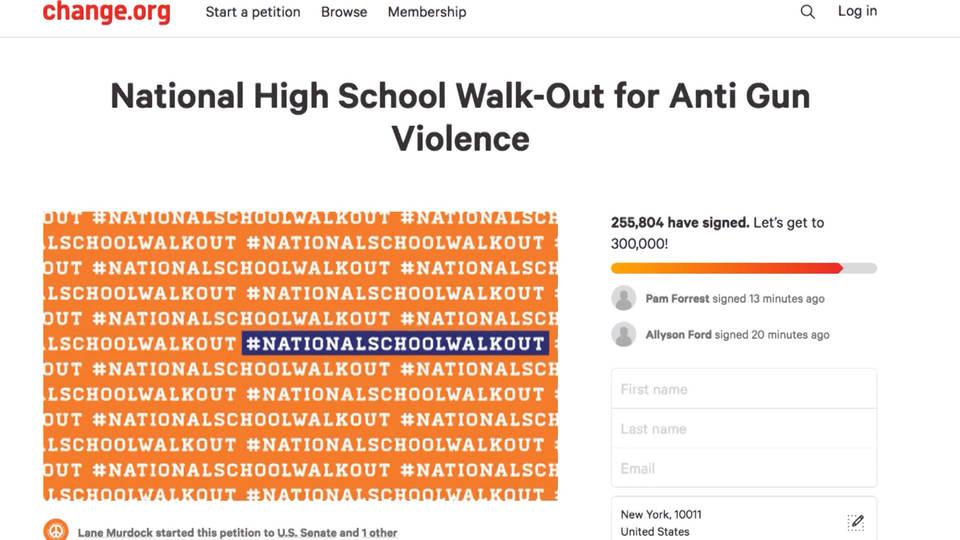 change.org Start a petition Browse Membership Log in
National High School Walk-Out for Anti Gun
Violence
OUT #NATIONALSCHOOLWALKOUT #NATIONALSCH
LSCHOOLWALKOUT #NATIONALSCHOOLWALKOUT
OUT #NATIONALSCHOOLWALKOUT #NATIONALSCH
LSCHOOLWALKOUT #NATIONALSCHOOLWALKOUT
OUT #NATIONALSCHOOLWALKOUT #NATIONALSCH
LSCHOOLWALKOUT #NATIONALSCHOOLWALKOUT
OUT #NATIONALSCHOOLWALKOUT #NATIONALSCH
LSCHOOLWALKOUT #NATIONALSCHOOLWALKOUT
OUT #NATIONALSCHOOLWALKOUT #NATIONALSCH
LSCHOOLWALKOUT #NATIONALSCHOOLWALKOUT
OUT #NATIONALSCHOOLWALKOUT #NATIONALSCH
LSCHOOLWALKOUT #NATIONALSCHOOLWALKOUT
Lane Murdock started this petition to U.S. Senate and 1 other
255,804 have signed. Let's get to
300,000!
Pam Forrest signed 13 minutes ago
Allyson Ford signed 20 minutes ago
First name
Last name
Email
New York, 10011
United States